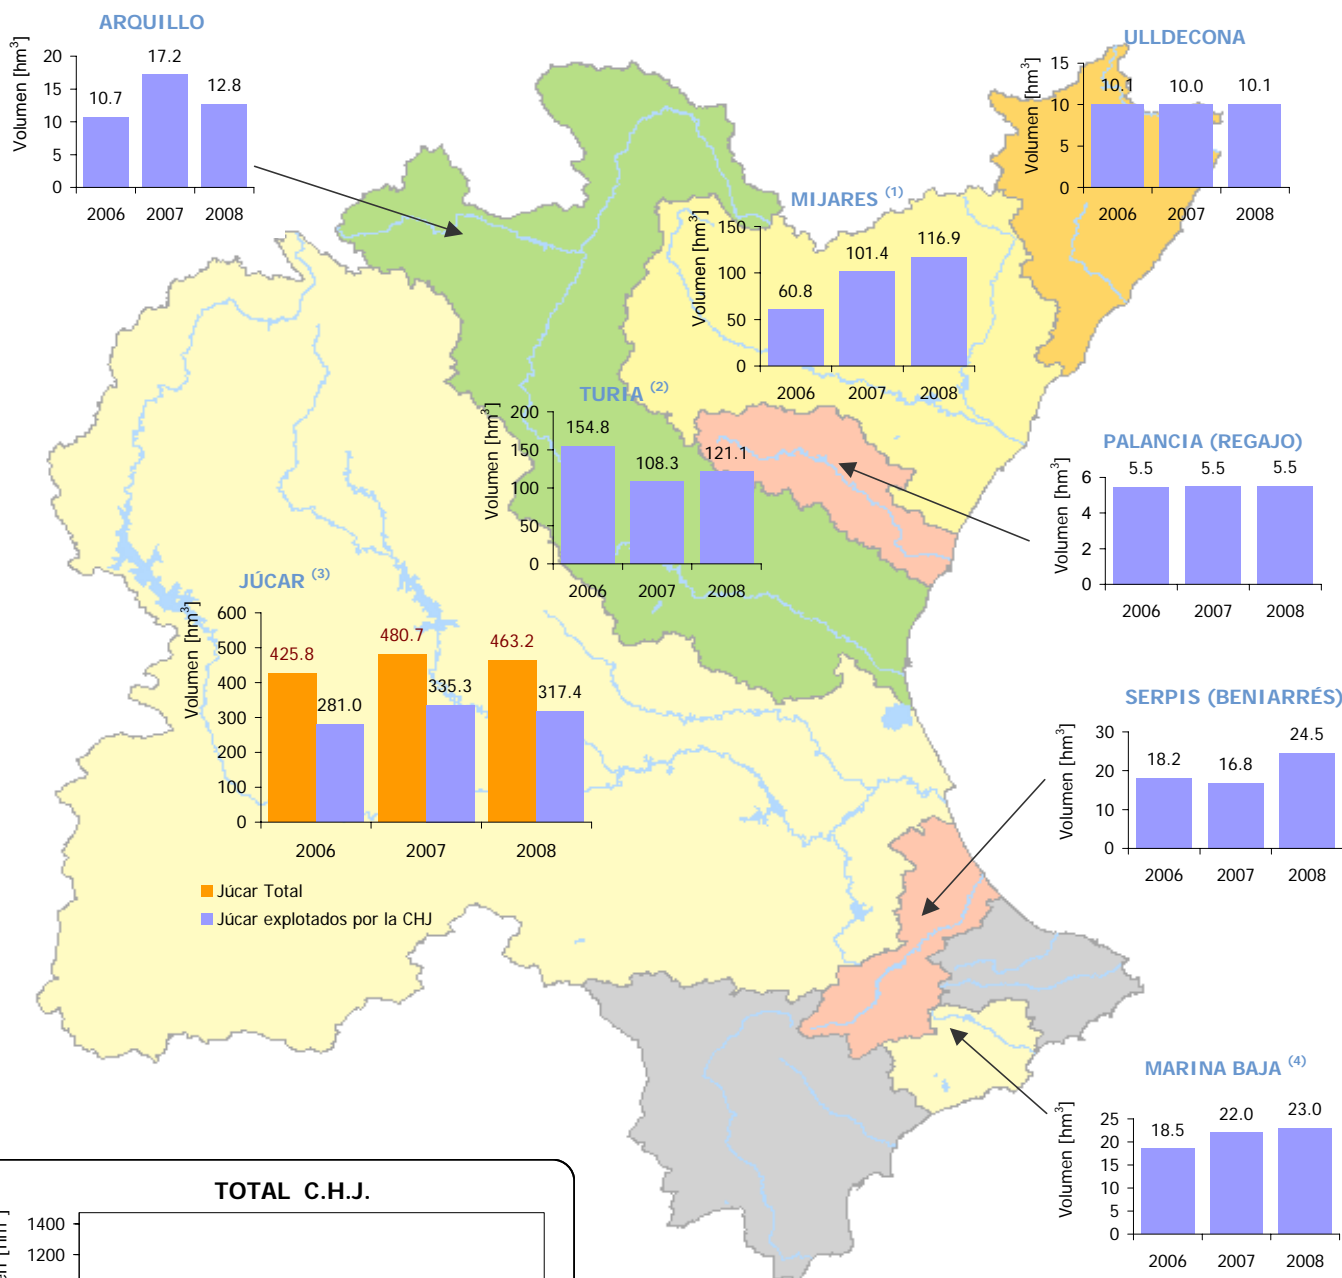 ARQUILLO
Volumen [hm³]
20
15
10
5
0
10.7
17.2
12.8
2006 2007 2008
ULLDECONA
Volumen [hm³]
15
10
5
0
10.1
10.0
10.1
2006 2007 2008
MIJARES (1)
Volumen [hm³]
150
100
50
0
60.8
101.4
116.9
2006 2007 2008
TURIA (2)
Volumen [hm³]
200
150
100
50
0
154.8
108.3
121.1
2006 2007 2008
PALANCIA (REGAJO)
Volumen [hm³]
6
4
2
0
5.5
5.5
5.5
2006 2007 2008
JÚCAR (3)
Volumen [hm³]
600
500
400
300
200
100
0
425.8
281.0
480.7
335.3
463.2
317.4
2006 2007 2008
Júcar Total
Júcar explotados por la CHJ
SERPIS (BENIARRÉS)
Volumen [hm³]
30
20
10
0
18.2
16.8
24.5
2006 2007 2008
MARINA BAJA (4)
Volumen [hm³]
25
20
15
10
5
0
18.5
22.0
23.0
2006 2007 2008
TOTAL C.H.J.
1400
1200